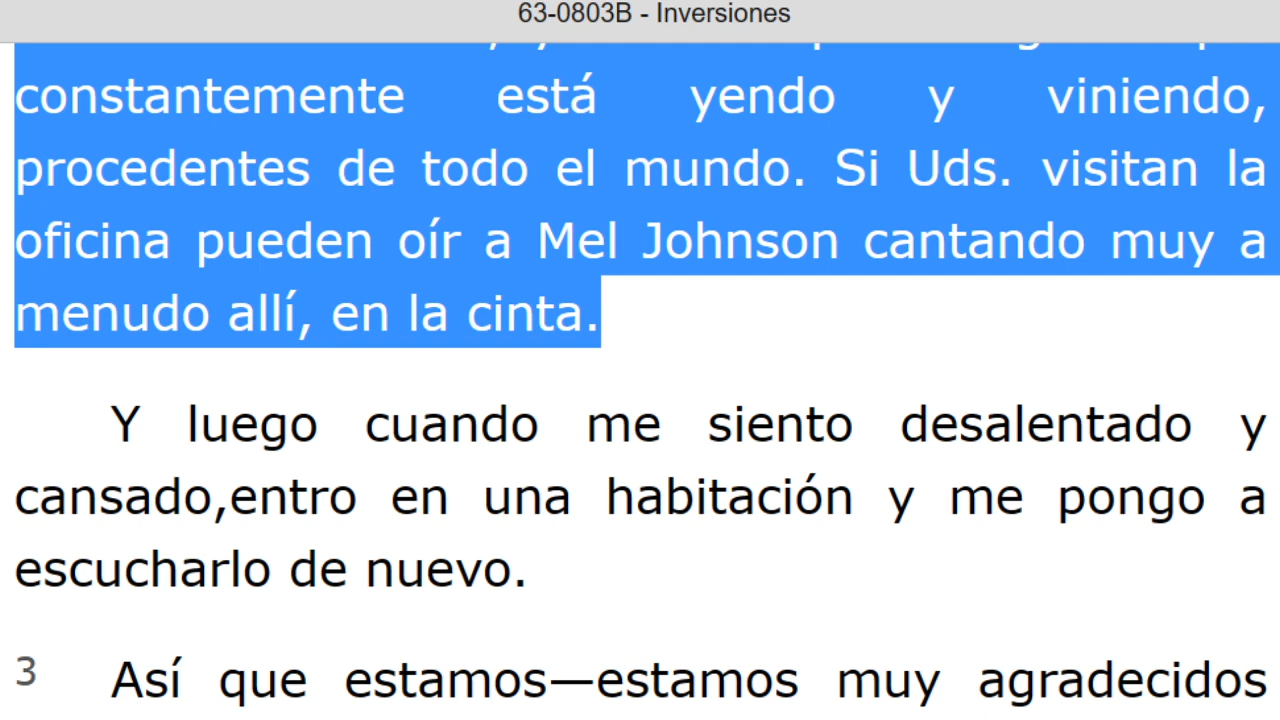 63-0803B - Inversiones
constantemente está yendo y viniendo,
procedentes de todo el mundo. Si Uds. visitan la
oficina pueden oír a Mel Johnson cantando muy a
menudo allí, en la cinta.
Y luego cuando me siento desalentado y
cansado,entro en una habitación y me pongo a
escucharlo de nuevo.
3 Así que estamos—estamos muy agradecidos